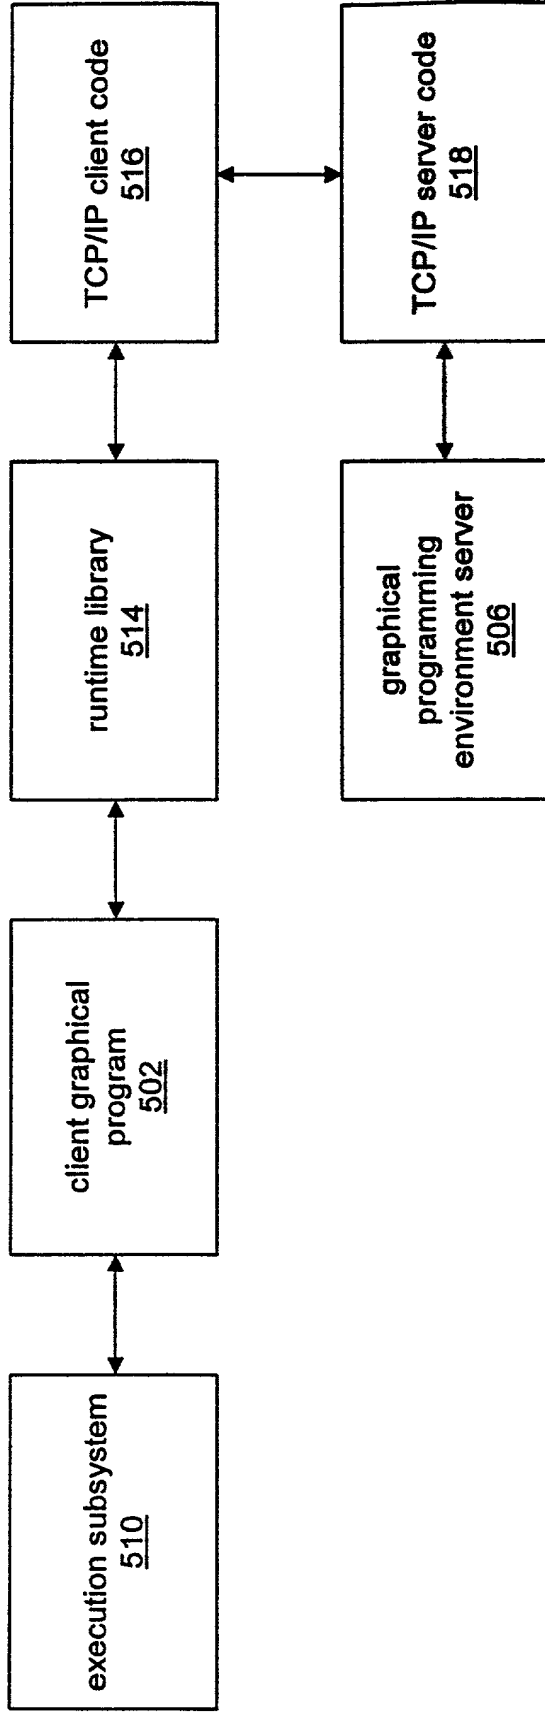 execution subsystem
510
client graphical
program
502
runtime library
514
TCP/IP client code
516
graphical
programming
environment server
506
TCP/IP server code
518